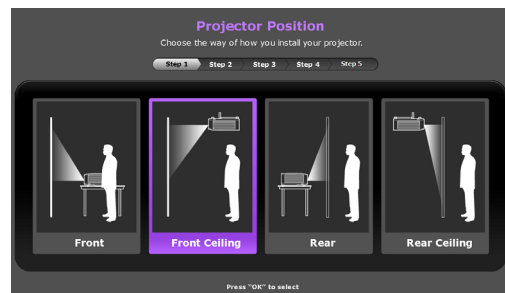 Projector Position
Choose the way of how you install your projector.
Step 1 Step 2 Step 3 Step 4 Step 5
Front Front Ceiling Rear Rear Ceiling
Press "OK" to select